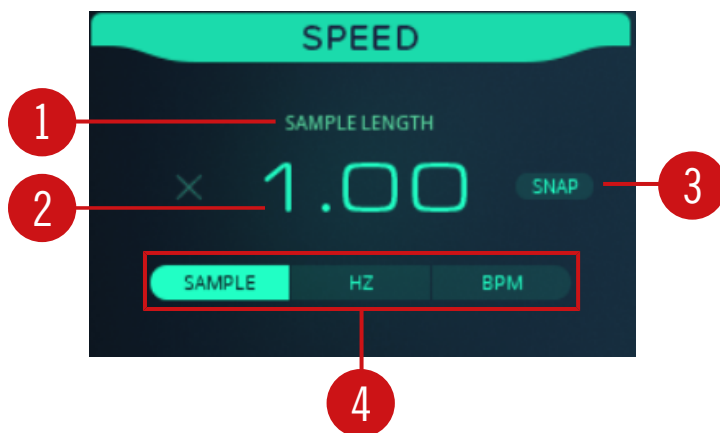 SPEED
1
SAMPLE LENGTH
2
× 1.00
SNAP
3
SAMPLE HZ BPM
4